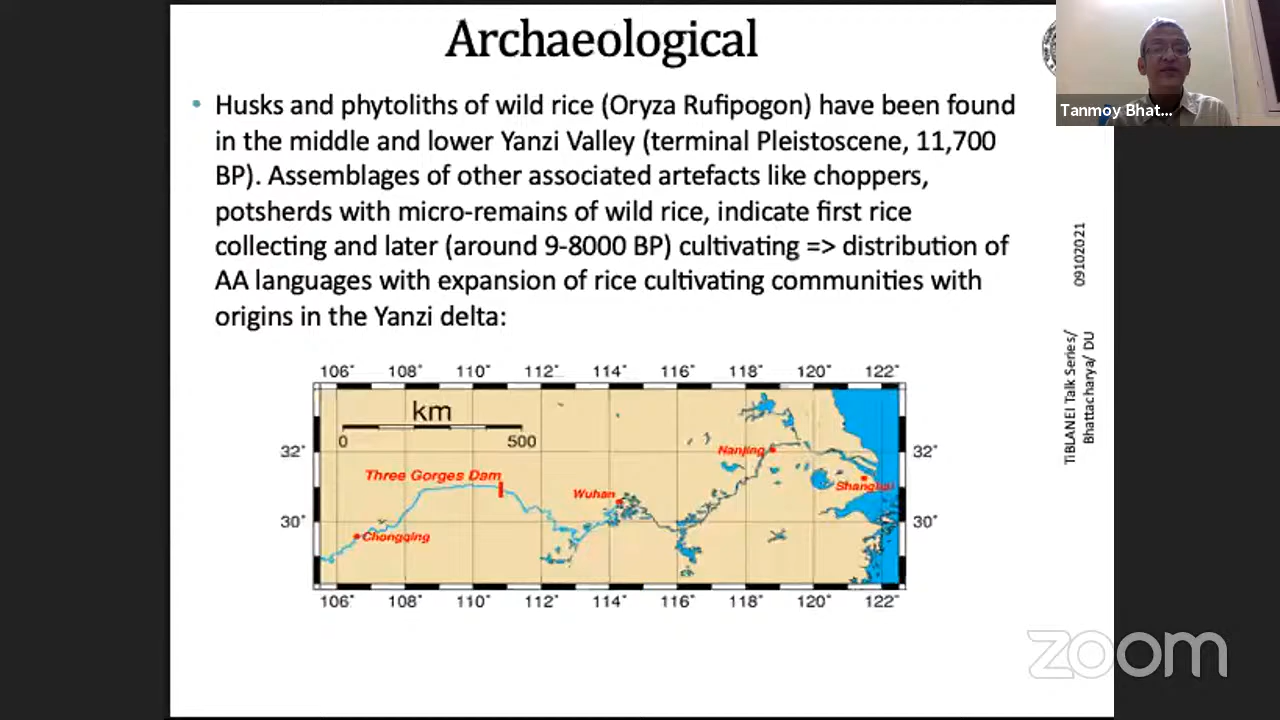 Archaeological
• Husks and phytoliths of wild rice (Oryza Rufipogon) have been found
in the middle and lower Yanzi Valley (terminal Pleistoscene, 11,700
BP). Assemblages of other associated artefacts like choppers,
potsherds with micro-remains of wild rice, indicate first rice
collecting and later (around 9-8000 BP) cultivating => distribution of
AA languages with expansion of rice cultivating communities with
origins in the Yanzi delta:
106° 108° 110° 112° 114° 116° 118° 120° 122°
km
0 500
32° 32°
30° 30°
Three Gorges Dam
Chongqing
Wuhan
Nanjing
Shanghai
106° 108° 110° 112° 114° 116° 118° 120° 122°
Tanmoy Bhat...
09102021
TiBLANEI Talk Series/
Bhattacharya/ DU
zoom